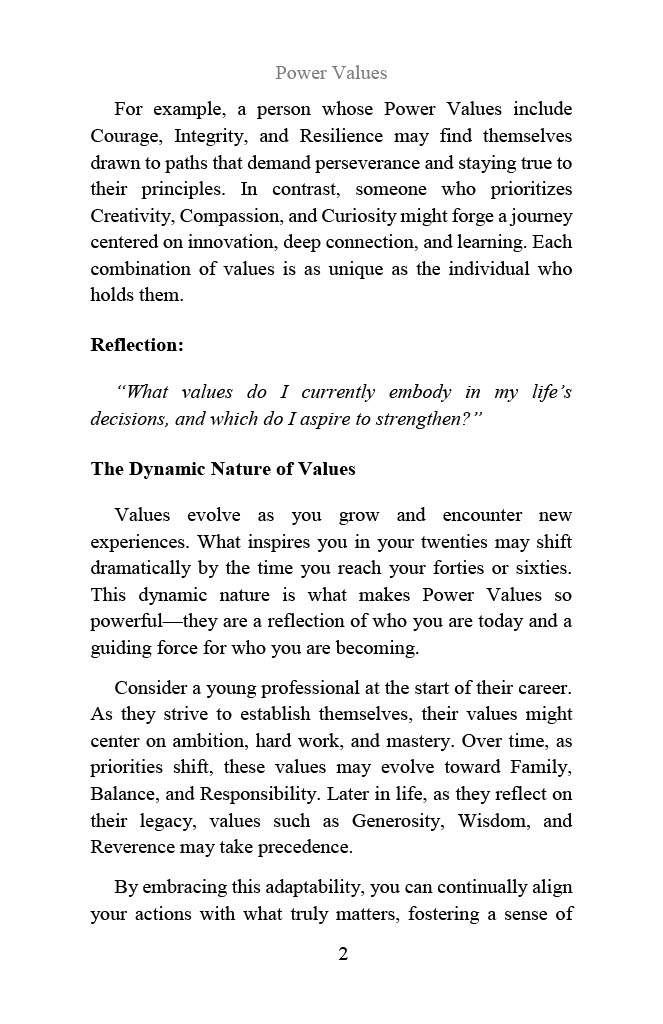 Power Values
For example, a person whose Power Values include
Courage, Integrity, and Resilience may find themselves
drawn to paths that demand perseverance and staying true to
their principles. In contrast, someone who prioritizes
Creativity, Compassion, and Curiosity might forge a journey
centered on innovation, deep connection, and learning. Each
combination of values is as unique as the individual who
holds them.
Reflection:
“What values do I currently embody in my life’s
decisions, and which do I aspire to strengthen?”
The Dynamic Nature of Values
Values evolve as you grow and encounter new
experiences. What inspires you in your twenties may shift
dramatically by the time you reach your forties or sixties.
This dynamic nature is what makes Power Values so
powerful—they are a reflection of who you are today and a
guiding force for who you are becoming.
Consider a young professional at the start of their career.
As they strive to establish themselves, their values might
center on ambition, hard work, and mastery. Over time, as
priorities shift, these values may evolve toward Family,
Balance, and Responsibility. Later in life, as they reflect on
their legacy, values such as Generosity, Wisdom, and
Reverence may take precedence.
By embracing this adaptability, you can continually align
your actions with what truly matters, fostering a sense of
2